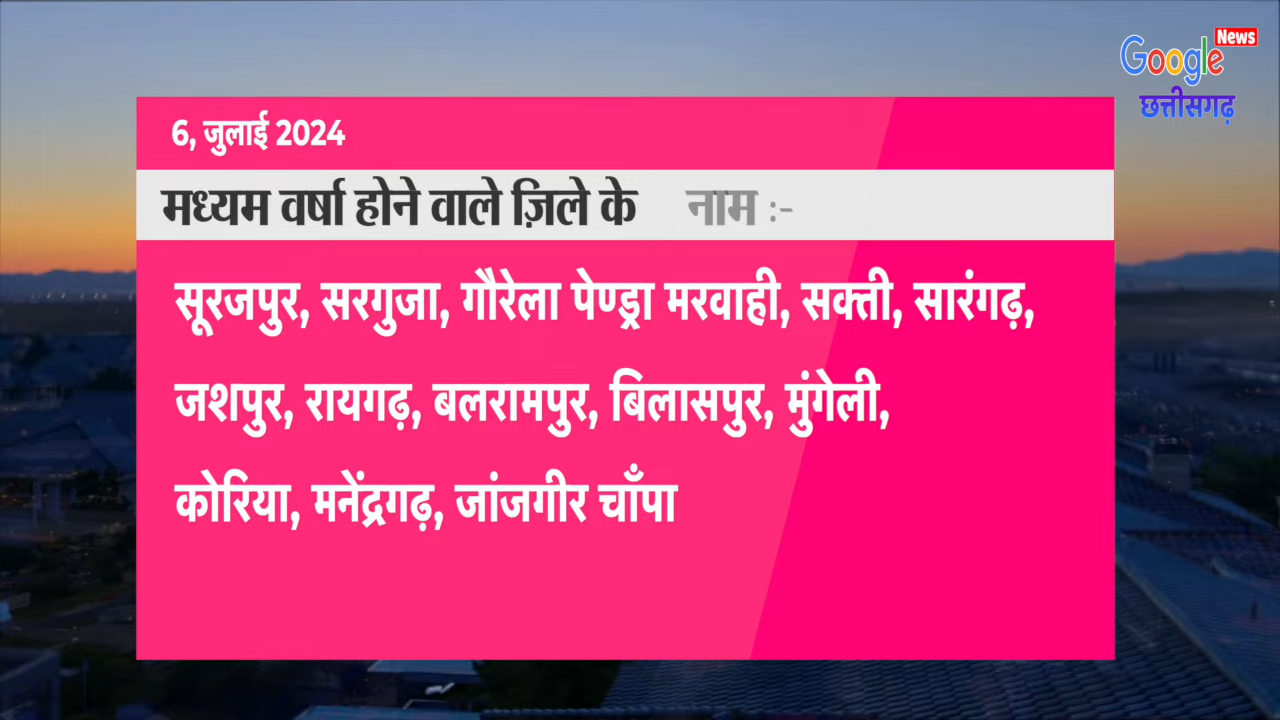 Google News
छत्तीसगढ़
6, जुलाई 2024
मध्यम वर्षा होने वाले ज़िले के नाम :-
सूरजपुर, सरगुजा, गौरेला पेण्ड्रा मरवाही, सक्ती, सारंगढ़,
जशपुर, रायगढ़, बलरामपुर, बिलासपुर, मुंगेली,
कोरिया, मनेंद्रगढ़, जांजगीर चाँपा